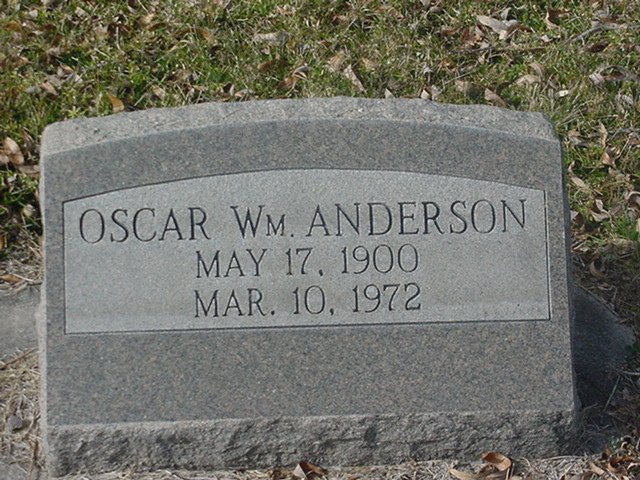 OSCAR WM. ANDERSON
MAY 17, 1900
MAR. 10, 1972